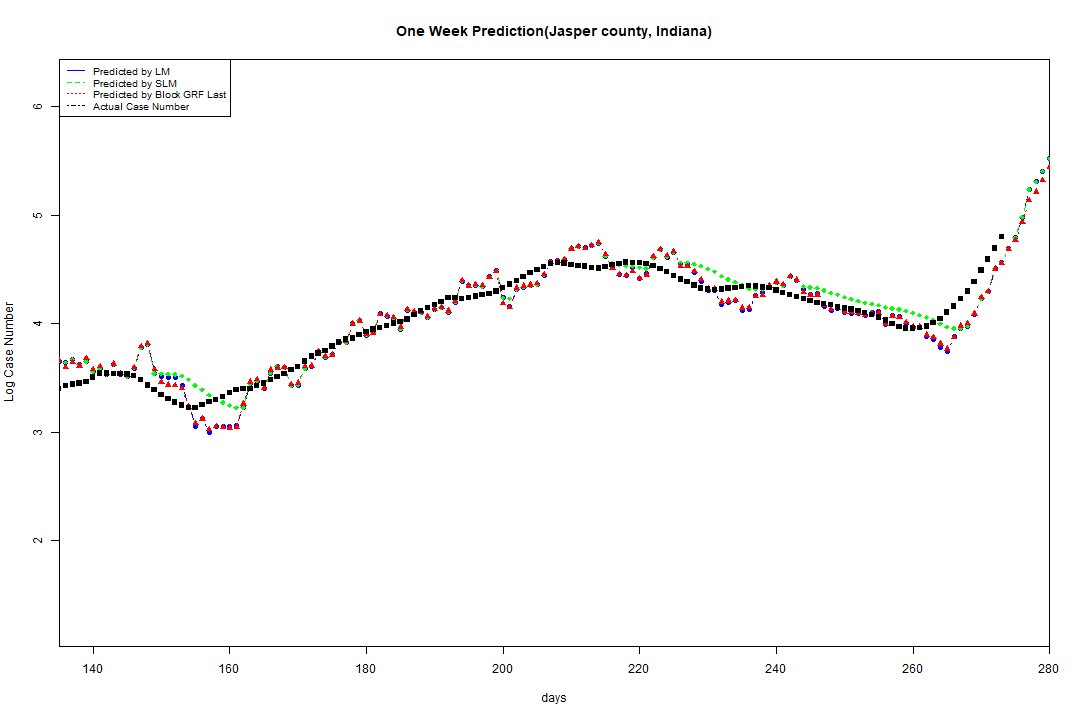 One Week Prediction(Jasper county, Indiana)
Predicted by LM
Predicted by SLM
Predicted by Block GRF Last
Actual Case Number
6
5
4
3
2
Log Case Number
140 160 180 200 220 240 260 280
days